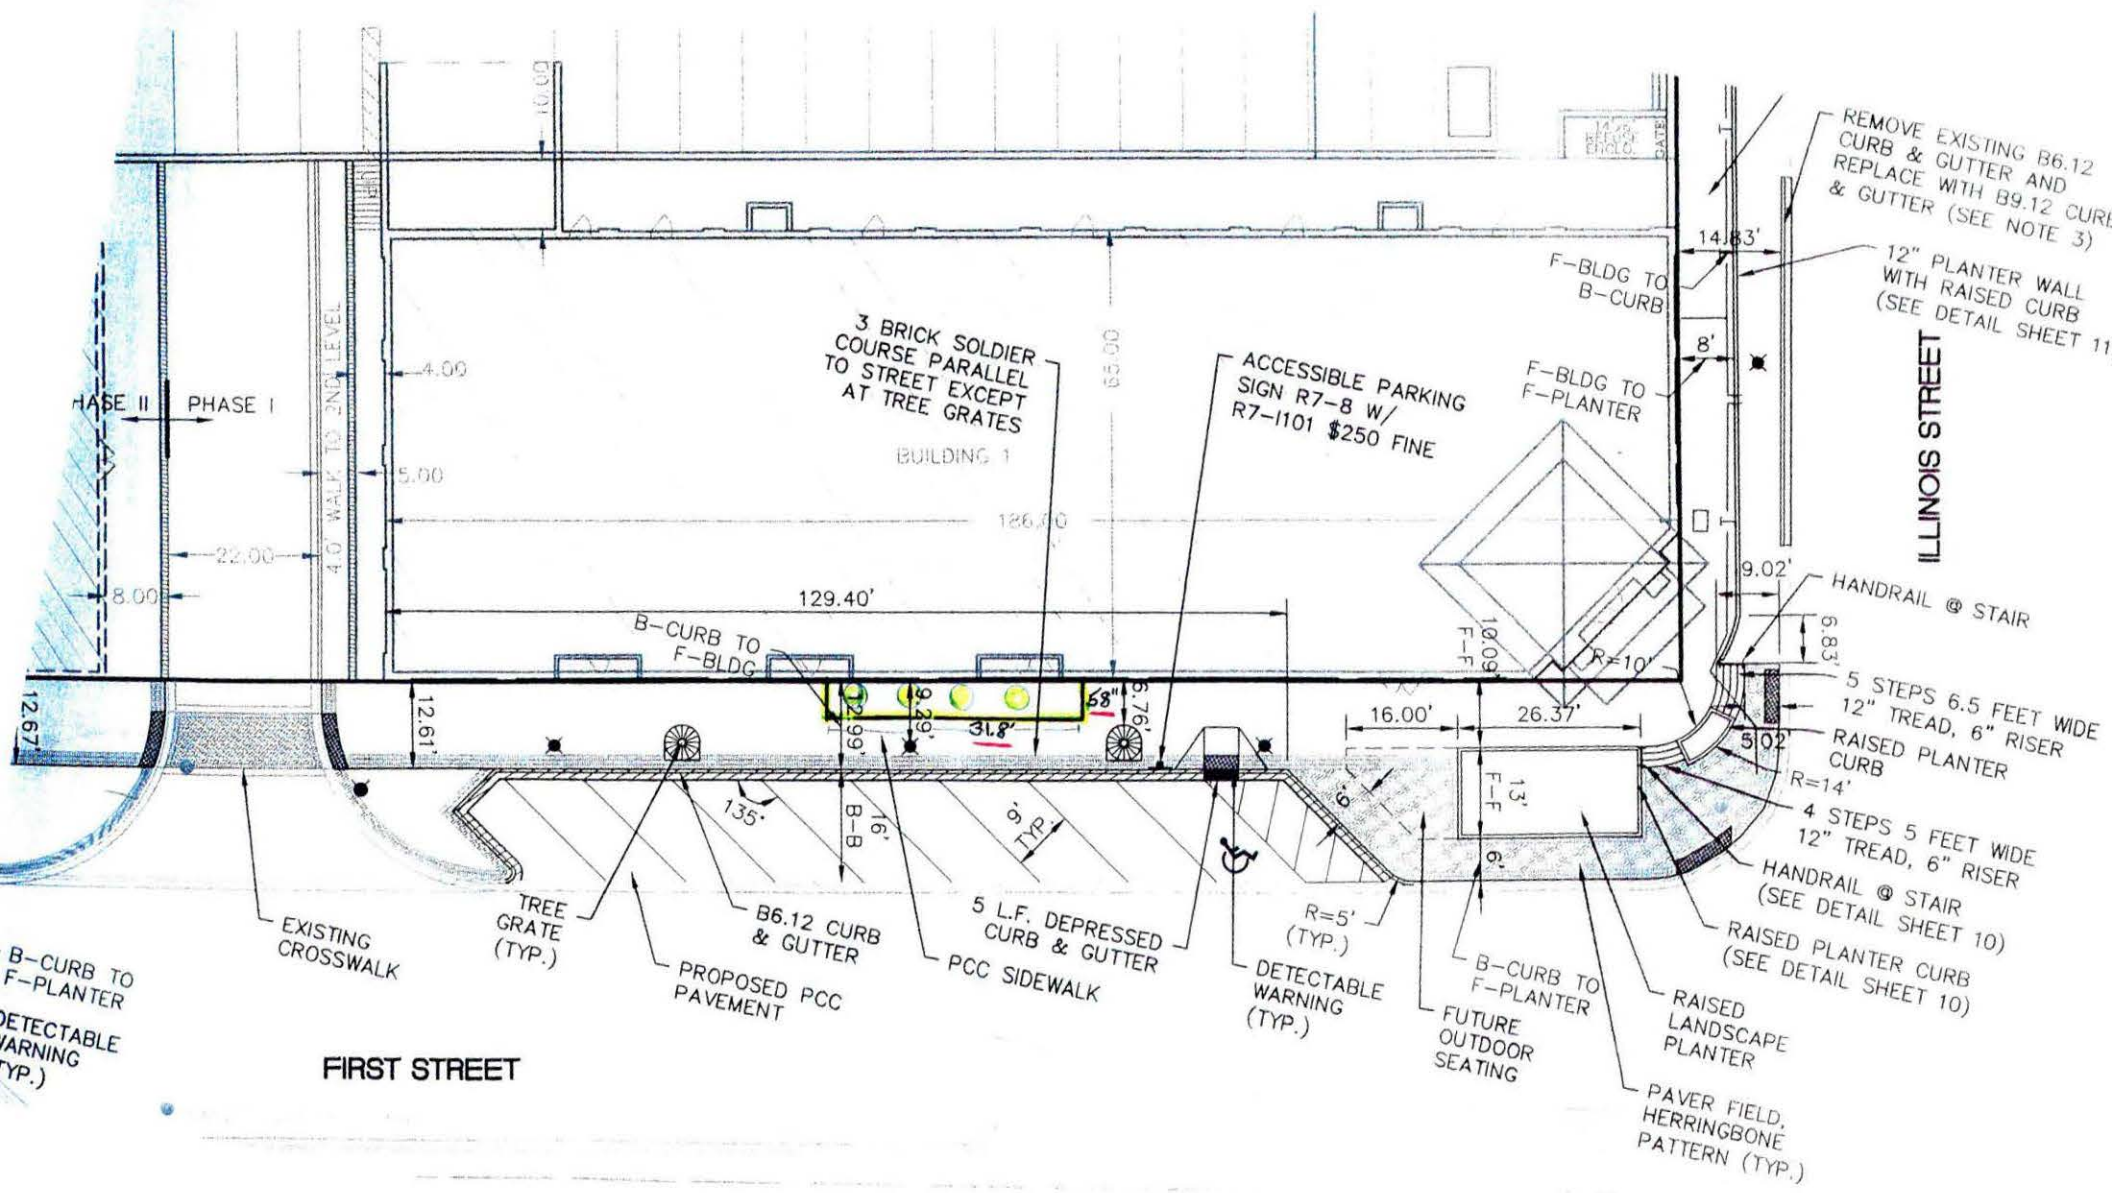 10.00
GATE
REMOVE EXISTING B6.12
CURB & GUTTER AND
REPLACE WITH B9.12 CURB
& GUTTER (SEE NOTE 3)
14.83'
F-BLDG TO
B-CURB
12" PLANTER WALL
WITH RAISED CURB
(SEE DETAIL SHEET 11
8'
F-BLDG TO
F-PLANTER
ILLINOIS STREET
3 BRICK SOLDIER
COURSE PARALLEL
TO STREET EXCEPT
AT TREE GRATES
65.00
ACCESSIBLE PARKING
SIGN R7-8 W/
R7-I101 $250 FINE
4.00
HASE II
PHASE I
4.0' WALK TO 2ND LEVEL
BUILDING 1
5.00
186.00
22.00
8.00
129.40'
B-CURB TO
F-BLDG
10.09'
F-F
R=10'
9.02'
HANDRAIL @ STAIR
6.83'
12.67'
12.61'
12.99'
9.29'
31.8'
58"
6.76'
16.00'
26.37'
5.02'
5 STEPS 6.5 FEET WIDE
12" TREAD, 6" RISER
RAISED PLANTER
CURB
R=14'
4 STEPS 5 FEET WIDE
12" TREAD, 6" RISER
HANDRAIL @ STAIR
(SEE DETAIL SHEET 10)
RAISED PLANTER CURB
(SEE DETAIL SHEET 10)
135°
16'
B-B
9'
TYP.
9'
13'
F-F
6'
EXISTING
CROSSWALK
TREE
GRATE
(TYP.)
B6.12 CURB
& GUTTER
PROPOSED PCC
PAVEMENT
PCC SIDEWALK
5 L.F. DEPRESSED
CURB & GUTTER
DETECTABLE
WARNING
(TYP.)
R=5'
(TYP.)
B-CURB TO
F-PLANTER
FUTURE
OUTDOOR
SEATING
RAISED
LANDSCAPE
PLANTER
PAVER FIELD,
HERRINGBONE
PATTERN (TYP.)
B-CURB TO
F-PLANTER
DETECTABLE
WARNING
TYP.)
FIRST STREET